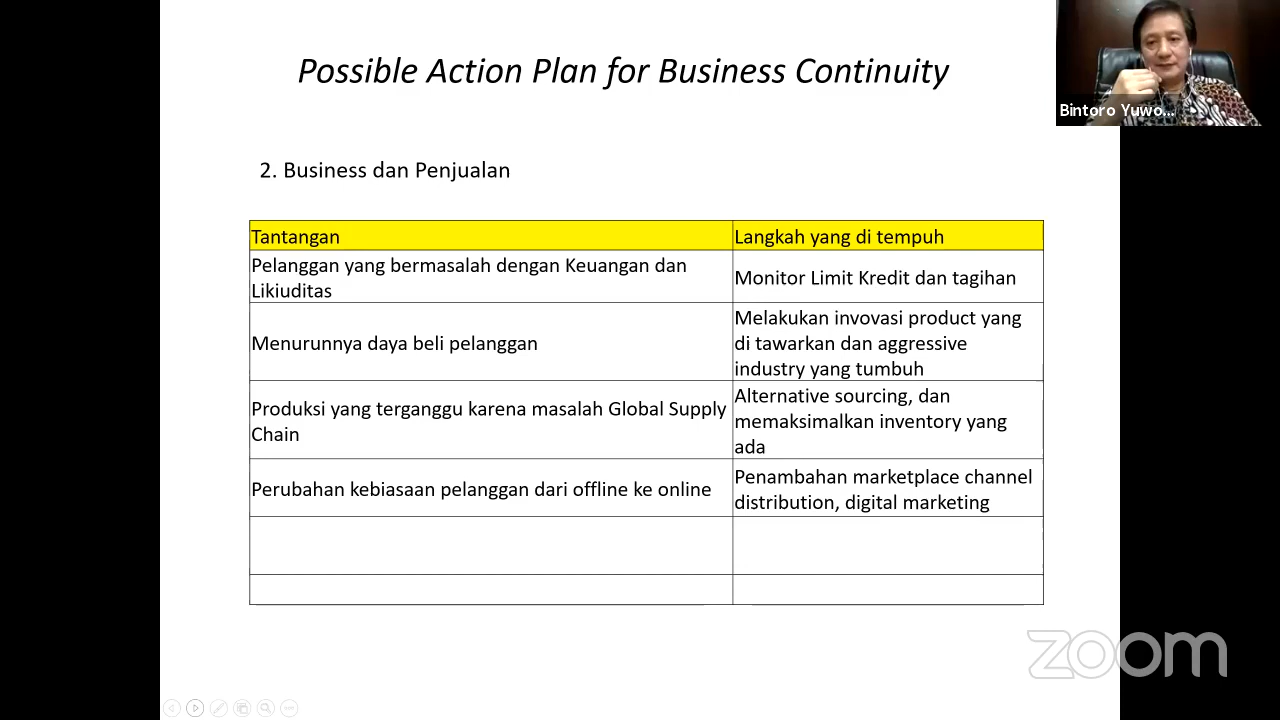 Possible Action Plan for Business Continuity
Bintoro Yuwo...
2. Business dan Penjualan
Tantangan
Langkah yang di tempuh
Pelanggan yang bermasalah dengan Keuangan dan
Likiuditas
Monitor Limit Kredit dan tagihan
Menurunnya daya beli pelanggan
Melakukan invovasi product yang
di tawarkan dan aggressive
industry yang tumbuh
Produksi yang terganggu karena masalah Global Supply
Chain
Alternative sourcing, dan
memaksimalkan inventory yang
ada
Perubahan kebiasaan pelanggan dari offline ke online
Penambahan marketplace channel
distribution, digital marketing
zoom